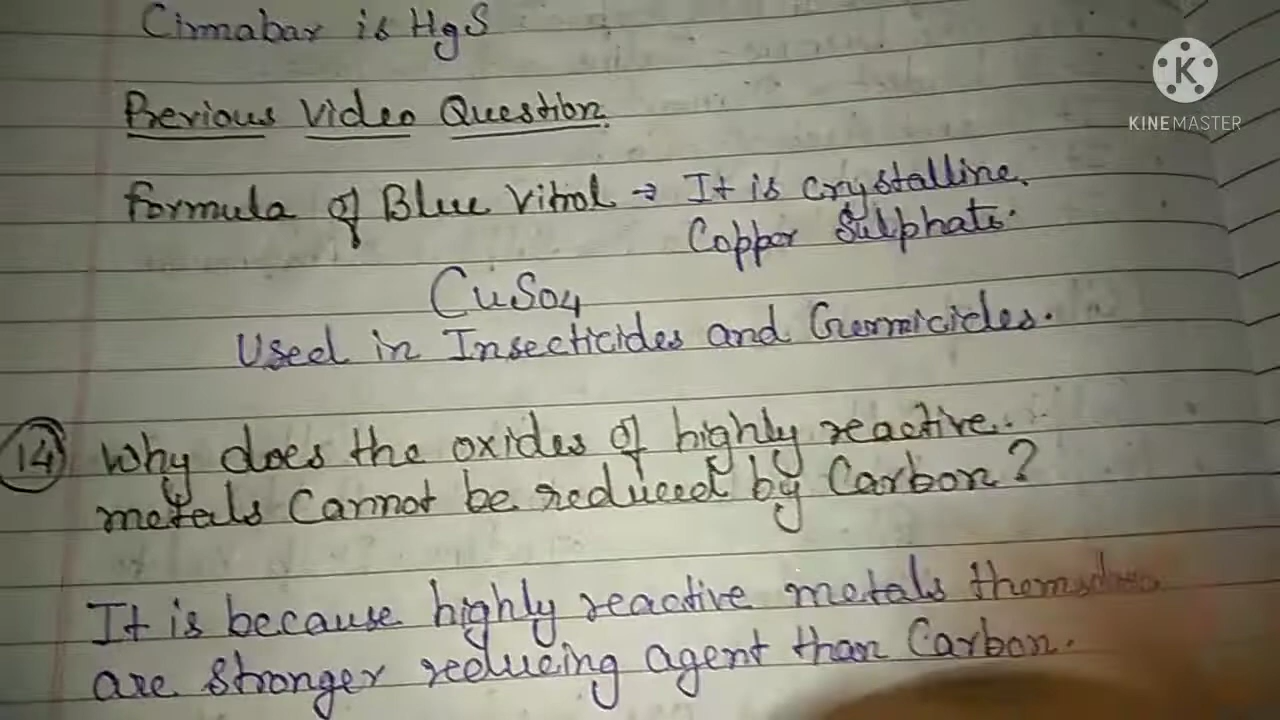 Cinnabar is HgS
KINEMASTER
Previous Video Question.
formula of Blue Vitrol → It is crystalline.
Copper Sulphate.
CuSO4
Used in Insecticides and Germicides.
14 Why does the oxides of highly reactive.
metals Cannot be reduced by Carbon?
It is because highly reactive metals themselves
are stronger reducing agent than Carbon.